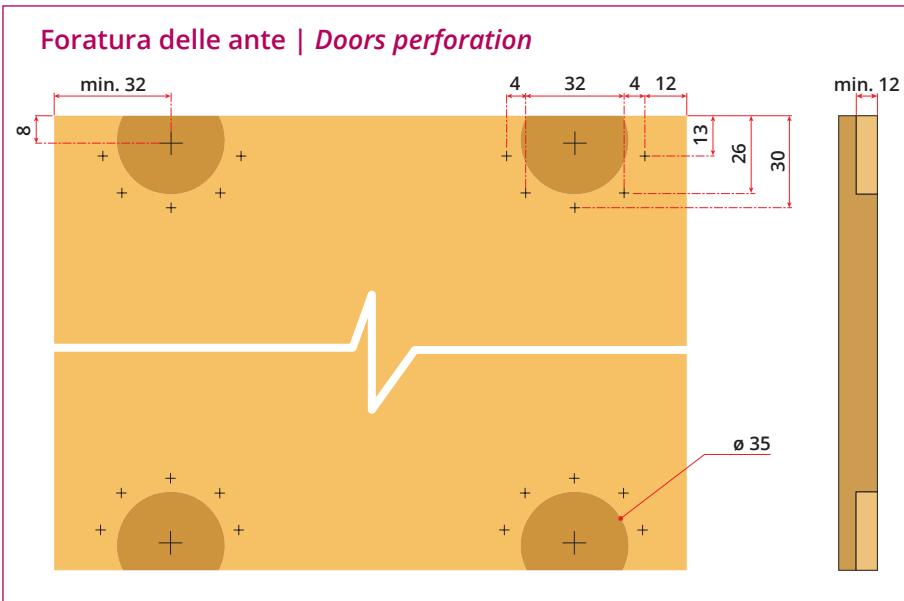 Foratura delle ante | Doors perforation
min. 32
4
32
4
12
min. 12
8
13
26
30
ø 35